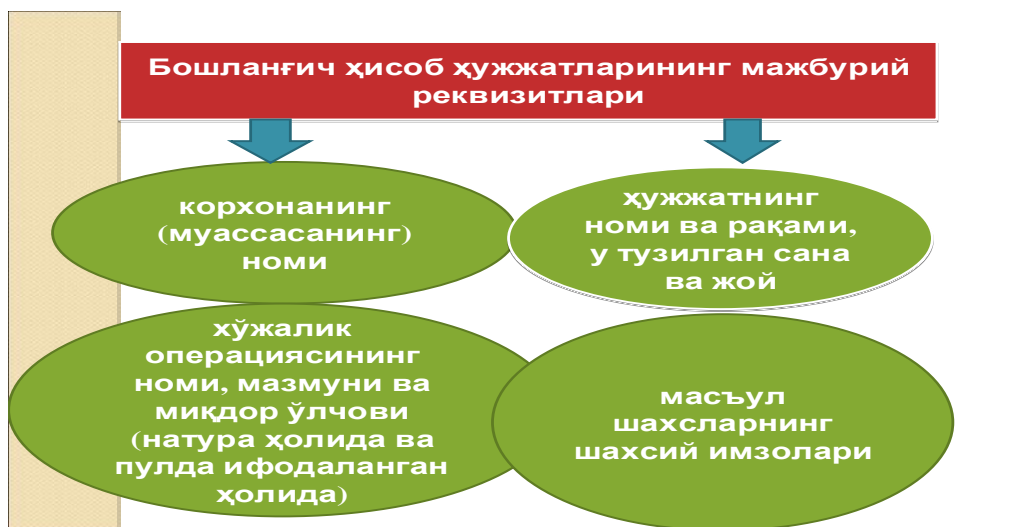 Бошланғич ҳисоб ҳужжатларининг мажбурий
реквизитлари
корхонанинг
(муассасанинг)
номи
ҳужжатнинг
номи ва рақами,
у тузилган сана
ва жой
хўжалик
операциясининг
номи, мазмуни ва
миқдор ўлчови
(натура ҳолида ва
пулда ифодаланган
ҳолида)
масъул
шахсларнинг
шахсий имзолари